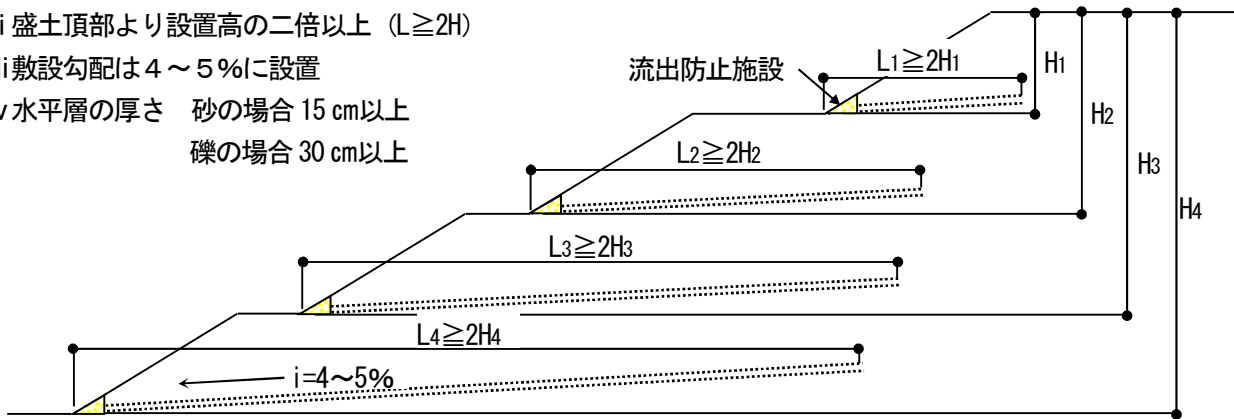 i 盛土頂部より設置高の二倍以上 (L≧2H)
ii 敷設勾配は４～５%に設置
v 水平層の厚さ 砂の場合 15 cm以上
礫の場合 30 cm以上
流出防止施設
L1≧2H1
H1
H2
L2≧2H2
H3
H4
L3≧2H3
L4≧2H4
i=4～5%